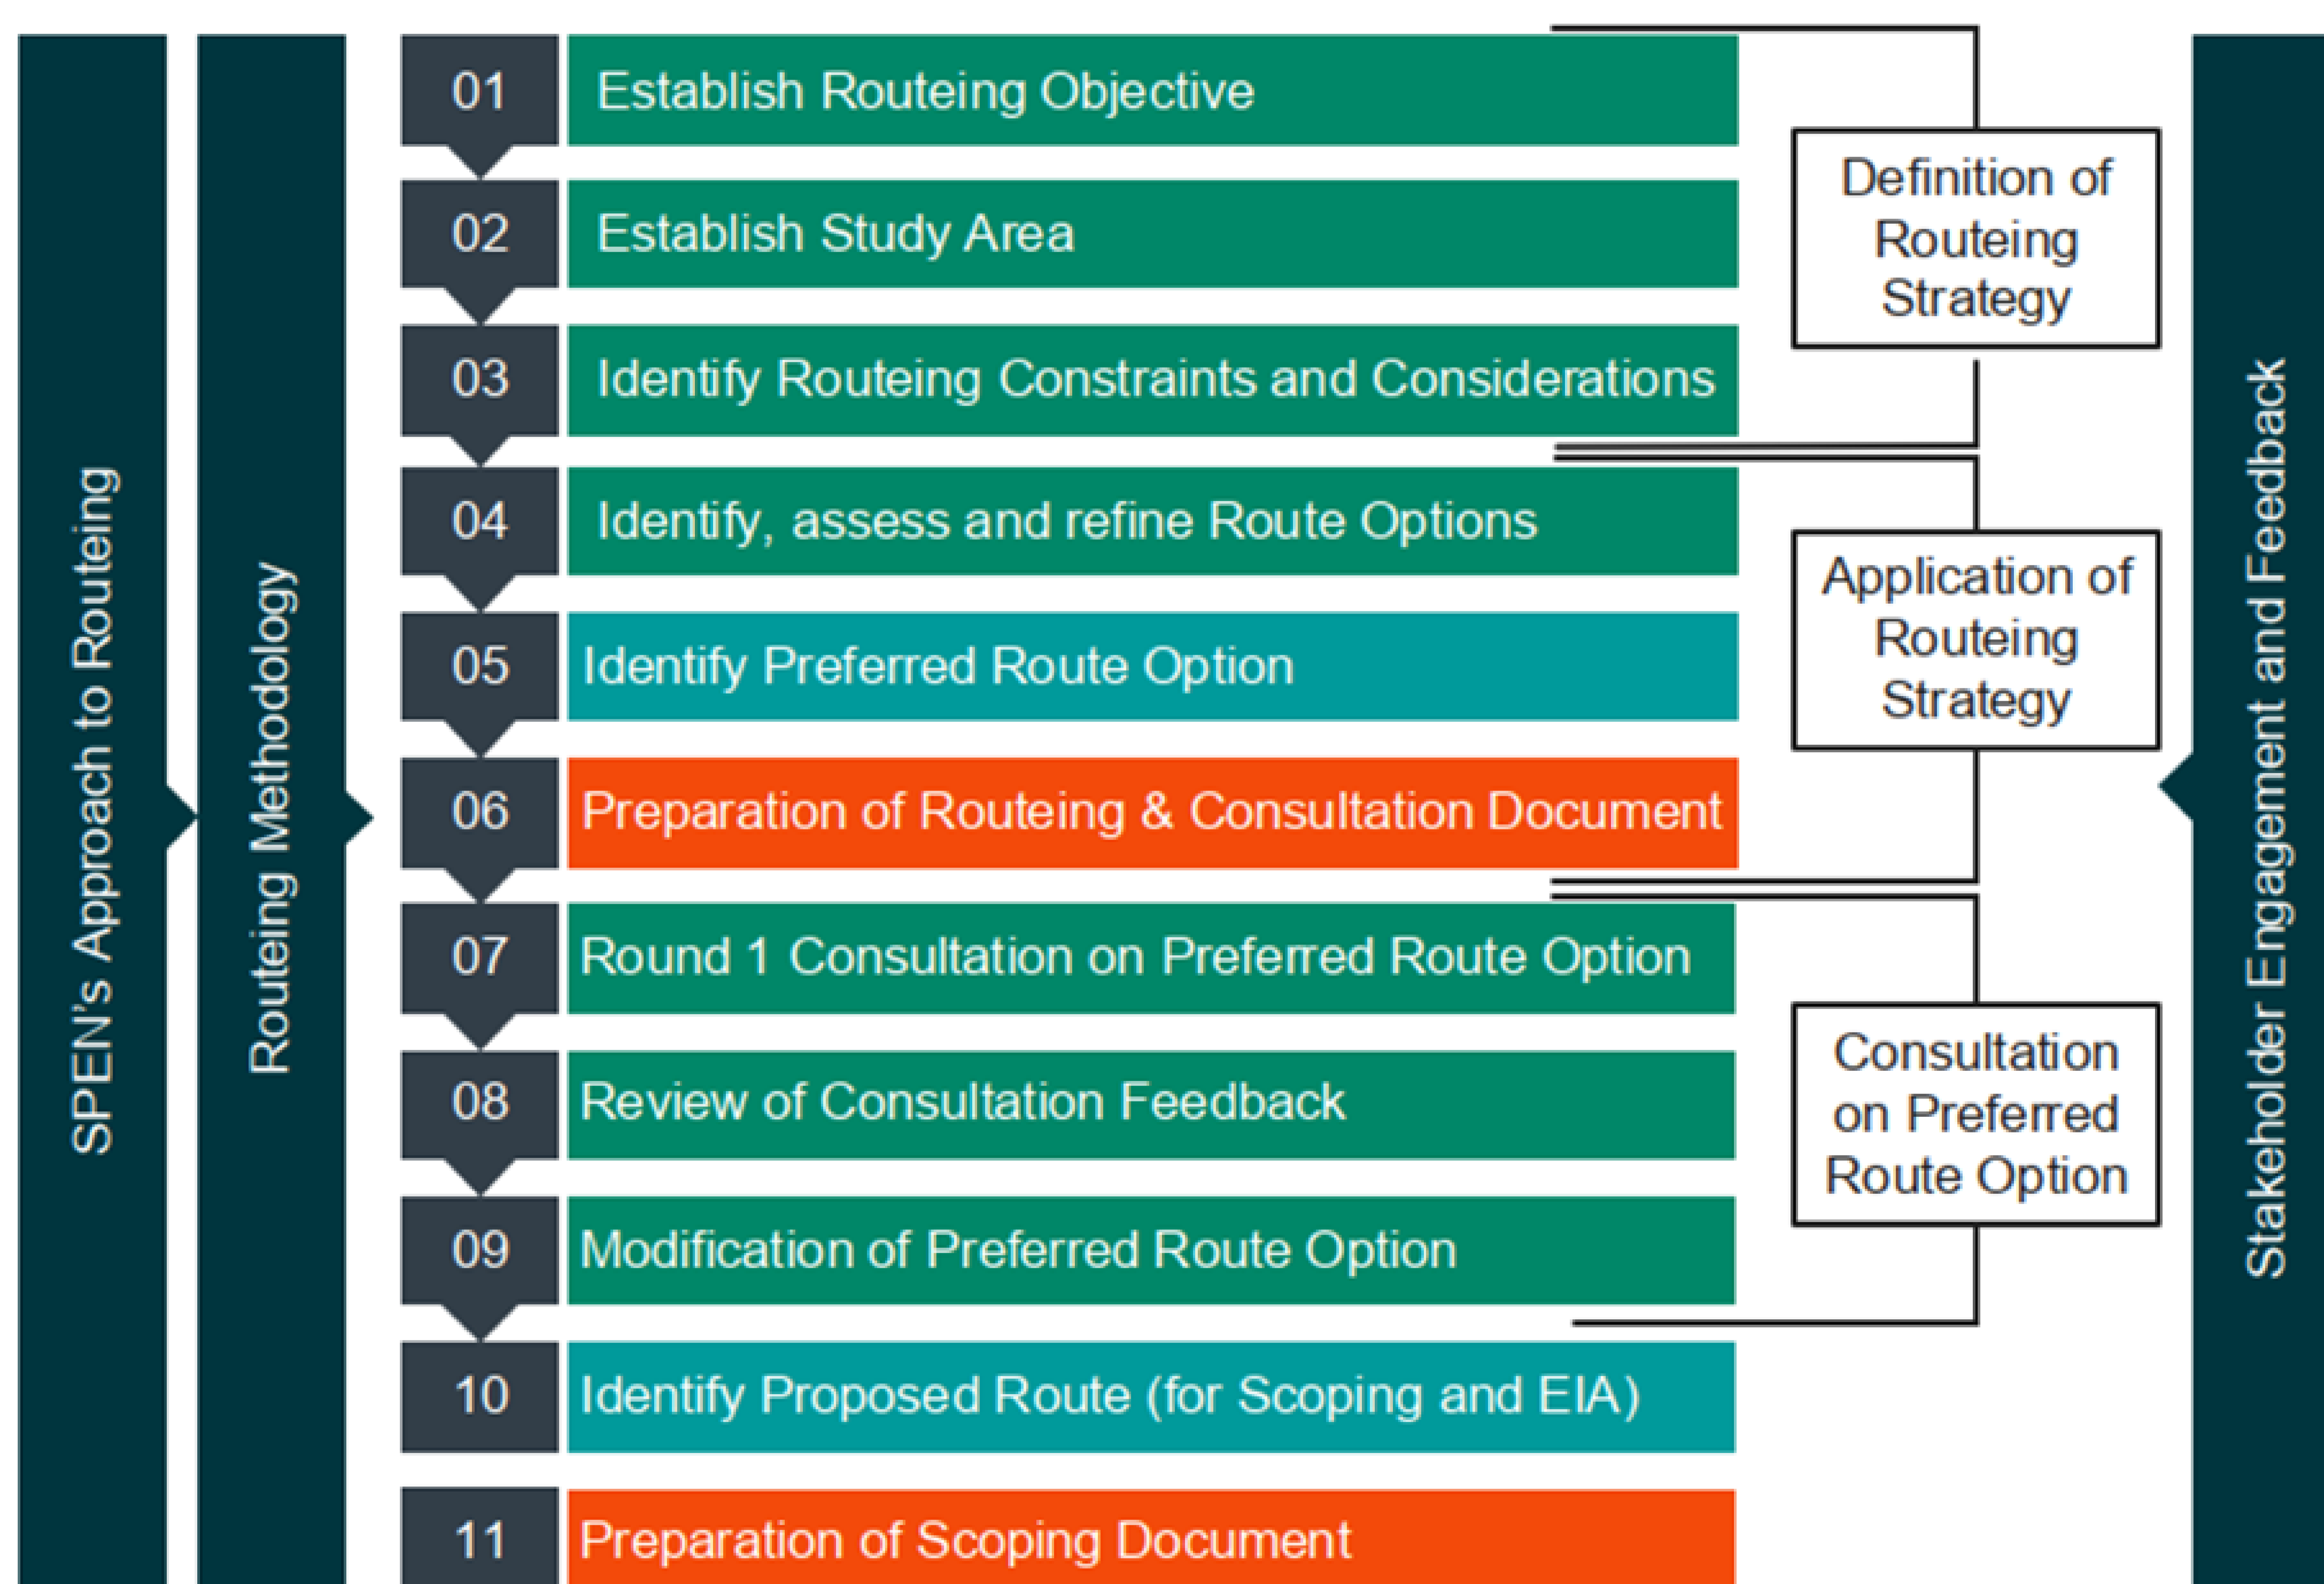 SPEN's Approach to Routeing
Routeing Methodology
01
Establish Routeing Objective
02
Establish Study Area
03
Identify Routeing Constraints and Considerations
04
Identify, assess and refine Route Options
05
Identify Preferred Route Option
06
Preparation of Routeing & Consultation Document
07
Round 1 Consultation on Preferred Route Option
08
Review of Consultation Feedback
09
Modification of Preferred Route Option
10
Identify Proposed Route (for Scoping and EIA)
11
Preparation of Scoping Document
Definition of
Routeing
Strategy
Application of
Routeing
Strategy
Consultation
on Preferred
Route Option
Stakeholder Engagement and Feedback